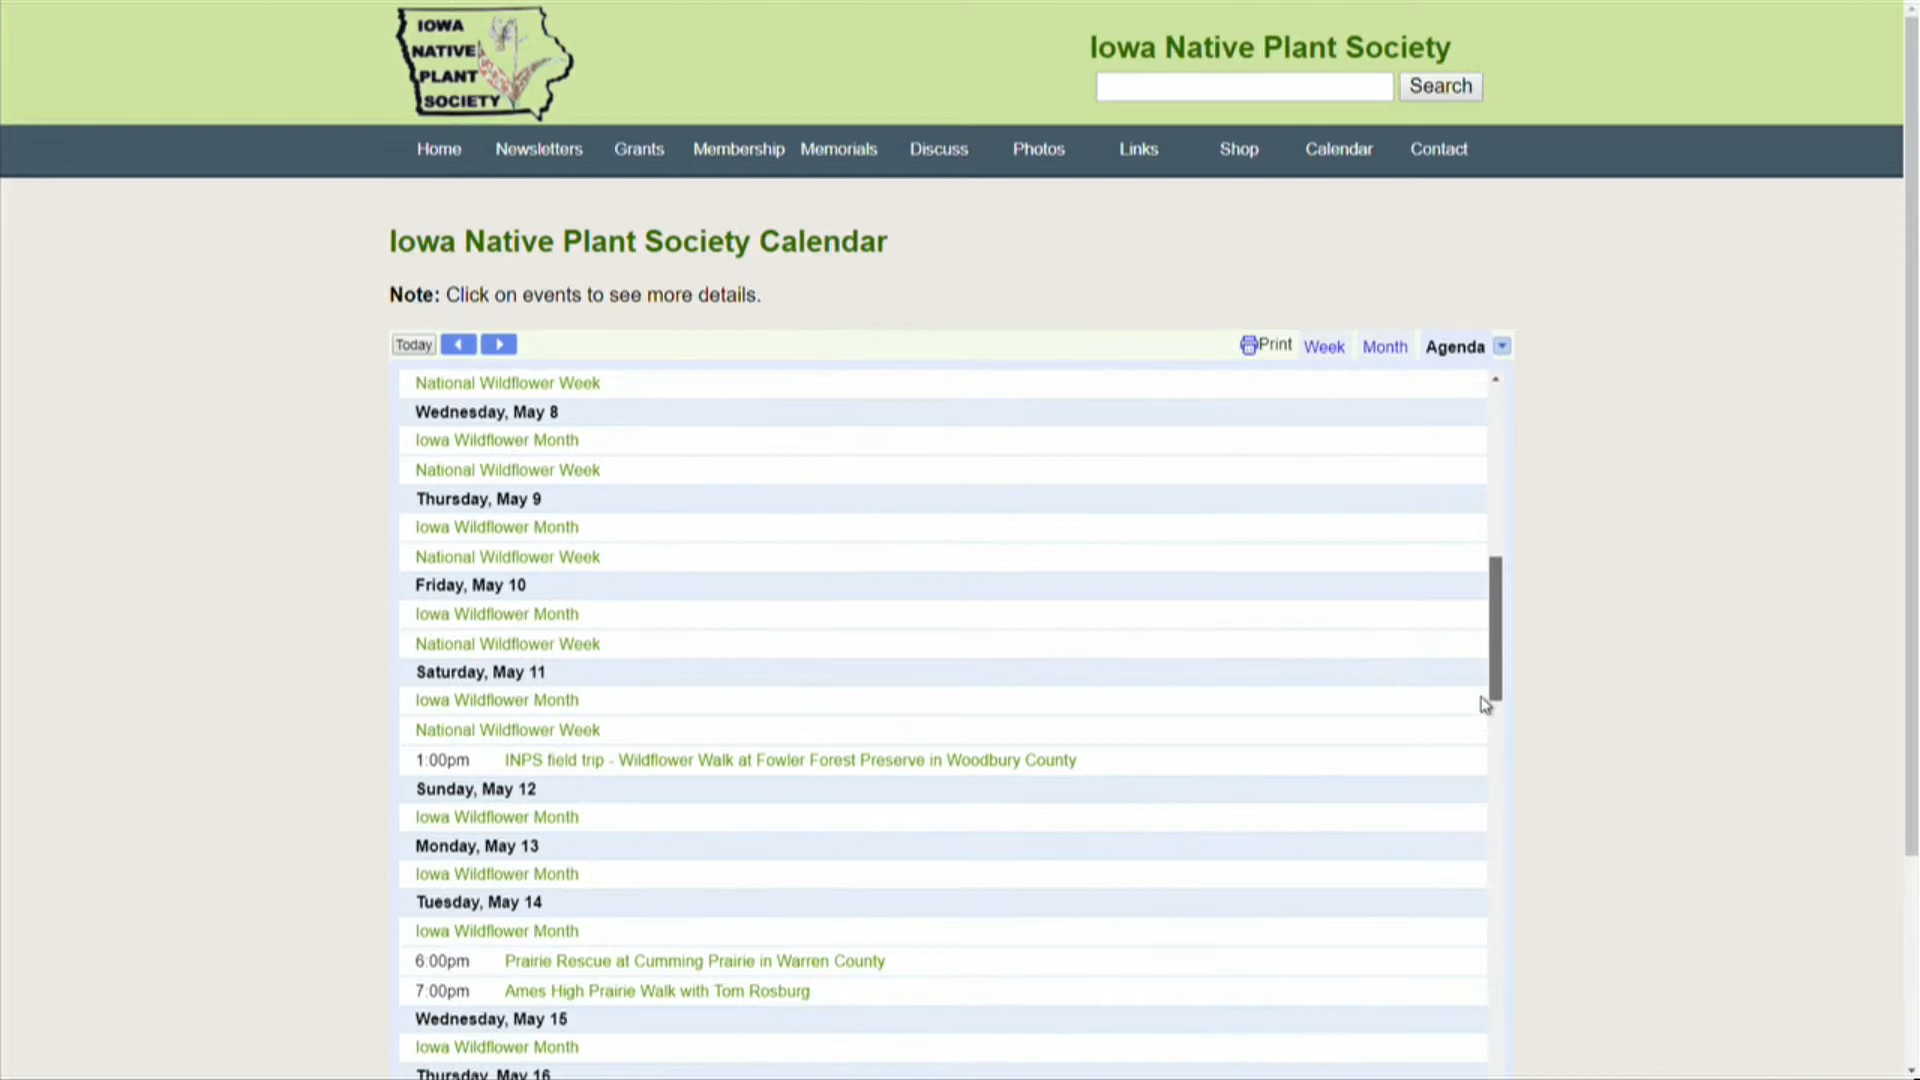 IOWA
NATIVE
PLANT
SOCIETY
Iowa Native Plant Society
Search
Home Newsletters Grants Membership Memorials Discuss Photos Links Shop Calendar Contact
Iowa Native Plant Society Calendar
Note: Click on events to see more details.
Today Print Week Month Agenda
National Wildflower Week
Wednesday, May 8
Iowa Wildflower Month
National Wildflower Week
Thursday, May 9
Iowa Wildflower Month
National Wildflower Week
Friday, May 10
Iowa Wildflower Month
National Wildflower Week
Saturday, May 11
Iowa Wildflower Month
National Wildflower Week
1:00pm INPS field trip - Wildflower Walk at Fowler Forest Preserve in Woodbury County
Sunday, May 12
Iowa Wildflower Month
Monday, May 13
Iowa Wildflower Month
Tuesday, May 14
Iowa Wildflower Month
6:00pm Prairie Rescue at Cumming Prairie in Warren County
7:00pm Ames High Prairie Walk with Tom Rosburg
Wednesday, May 15
Iowa Wildflower Month
Thursday, May 16